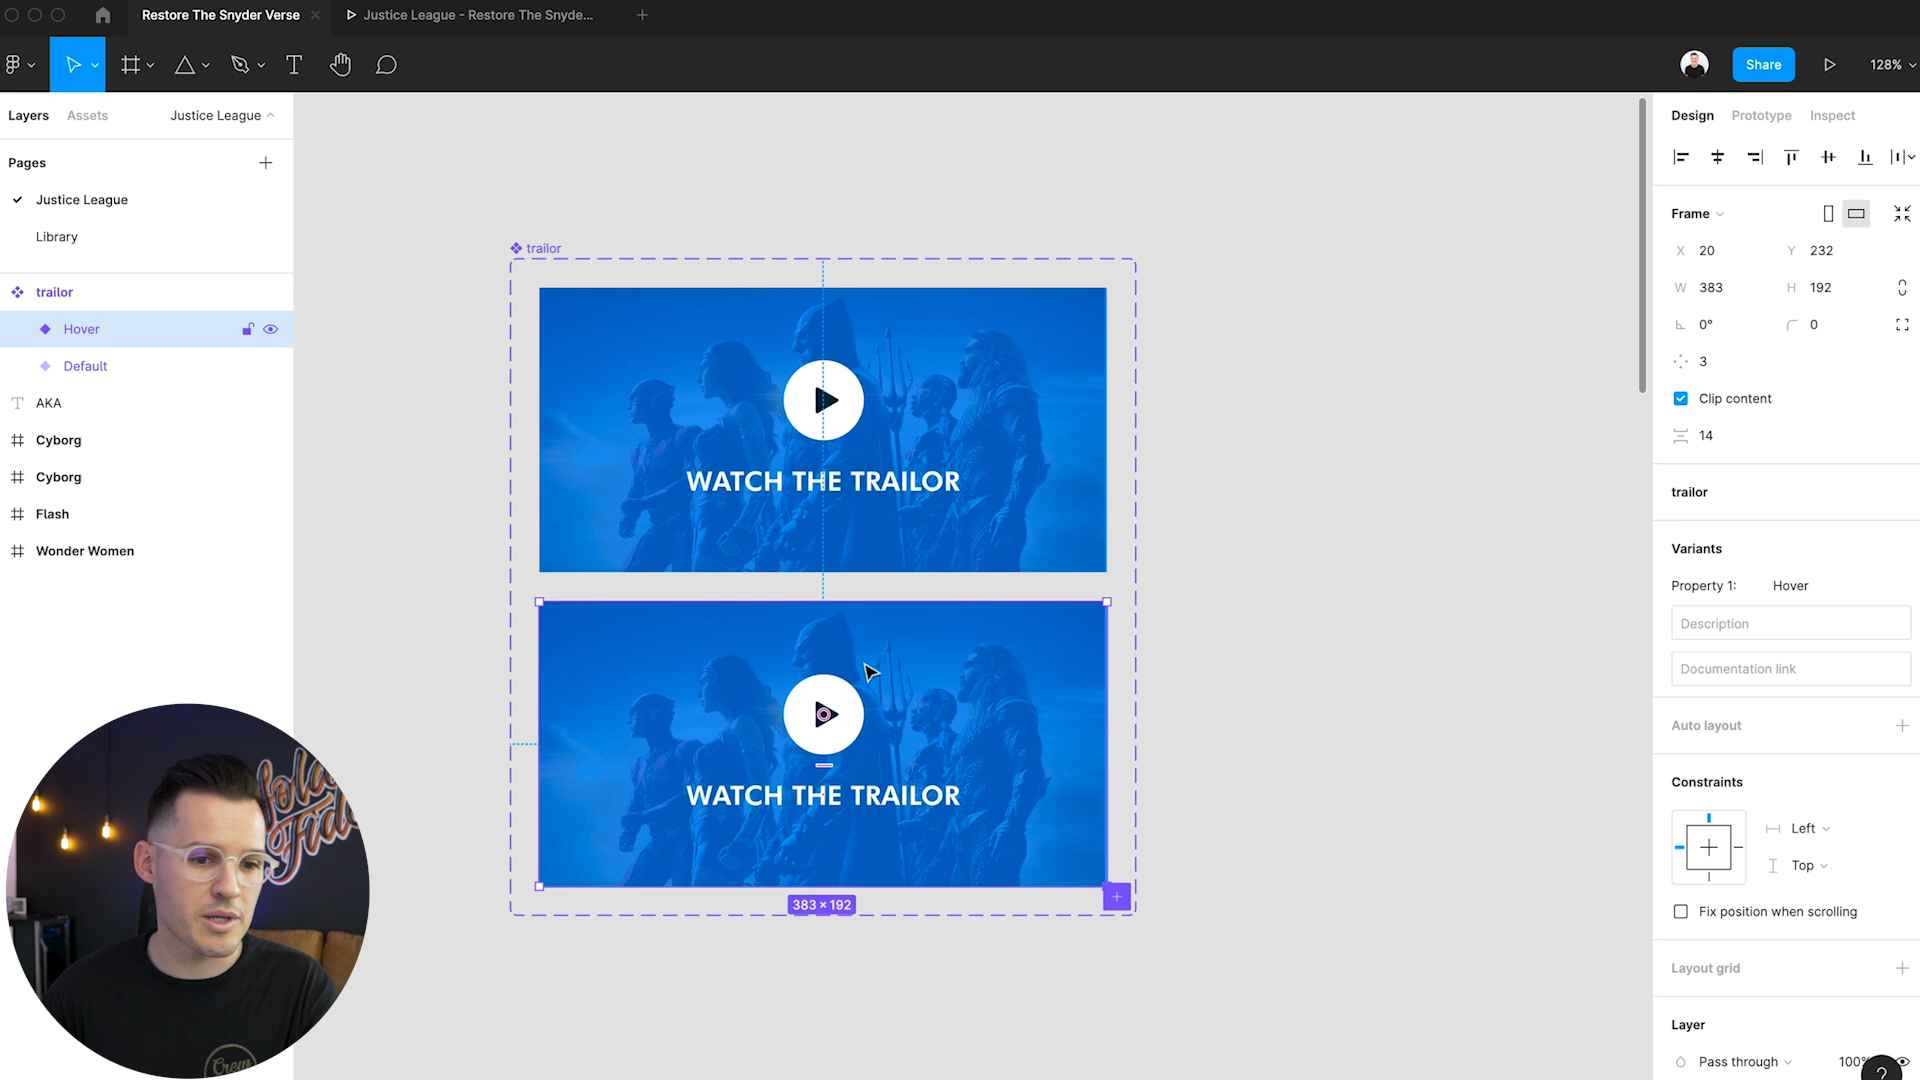 Restore The Snyder Verse
Justice League - Restore The Snyde...
Share
128%
Layers
Assets
Justice League
Pages
Justice League
Library
trailor
Hover
Default
AKA
Cyborg
Cyborg
Flash
Wonder Women
trailor
WATCH THE TRAILOR
WATCH THE TRAILOR
383 × 192
Design
Prototype
Inspect
Frame
X 20
Y 232
W 383
H 192
0°
0
3
Clip content
14
trailor
Variants
Property 1: Hover
Description
Documentation link
Auto layout
Constraints
Left
Top
Fix position when scrolling
Layout grid
Layer
Pass through
100%
?
Crew